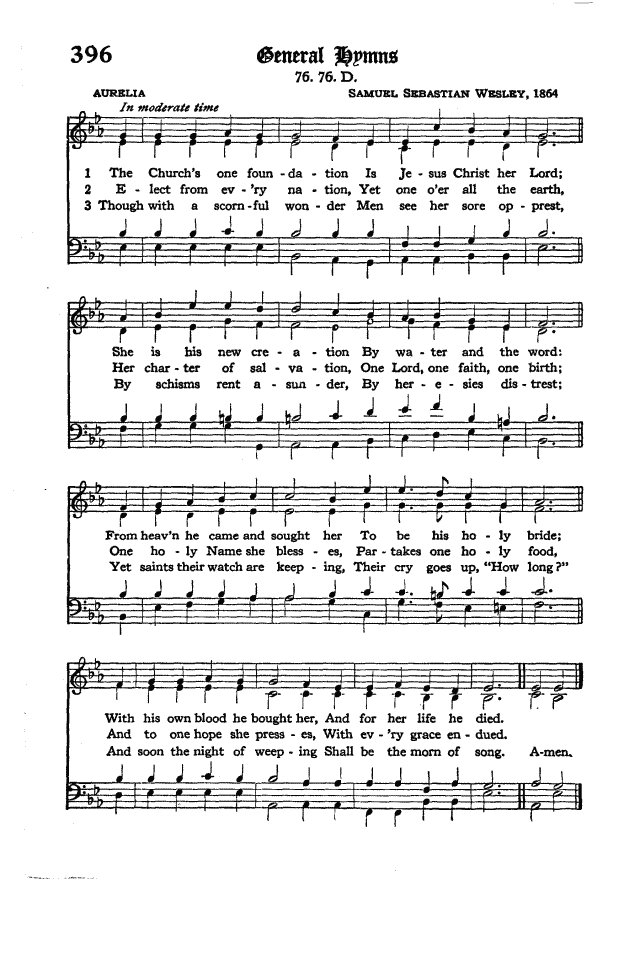 396 General Hymns
76. 76. D.
AURELIA SAMUEL SEBASTIAN WESLEY, 1864
In moderate time
1 The Church's one foun - da - tion Is Je - sus Christ her Lord;
2 E - lect from ev - 'ry na - tion, Yet one o'er all the earth,
3 Though with a scorn - ful won - der Men see her sore op - prest,
She is his new cre - a - tion By wa - ter and the word:
Her char - ter of sal - va - tion, One Lord, one faith, one birth;
By schisms rent a - sun - der, By her - e - sies dis - trest;
From heav'n he came and sought her To be his ho - ly bride;
One ho - ly Name she bless - es, Par - takes one ho - ly food,
Yet saints their watch are keep - ing, Their cry goes up, "How long?"
With his own blood he bought her, And for her life he died.
And to one hope she press - es, With ev - 'ry grace en - dued.
And soon the night of weep - ing Shall be the morn of song. A-men.